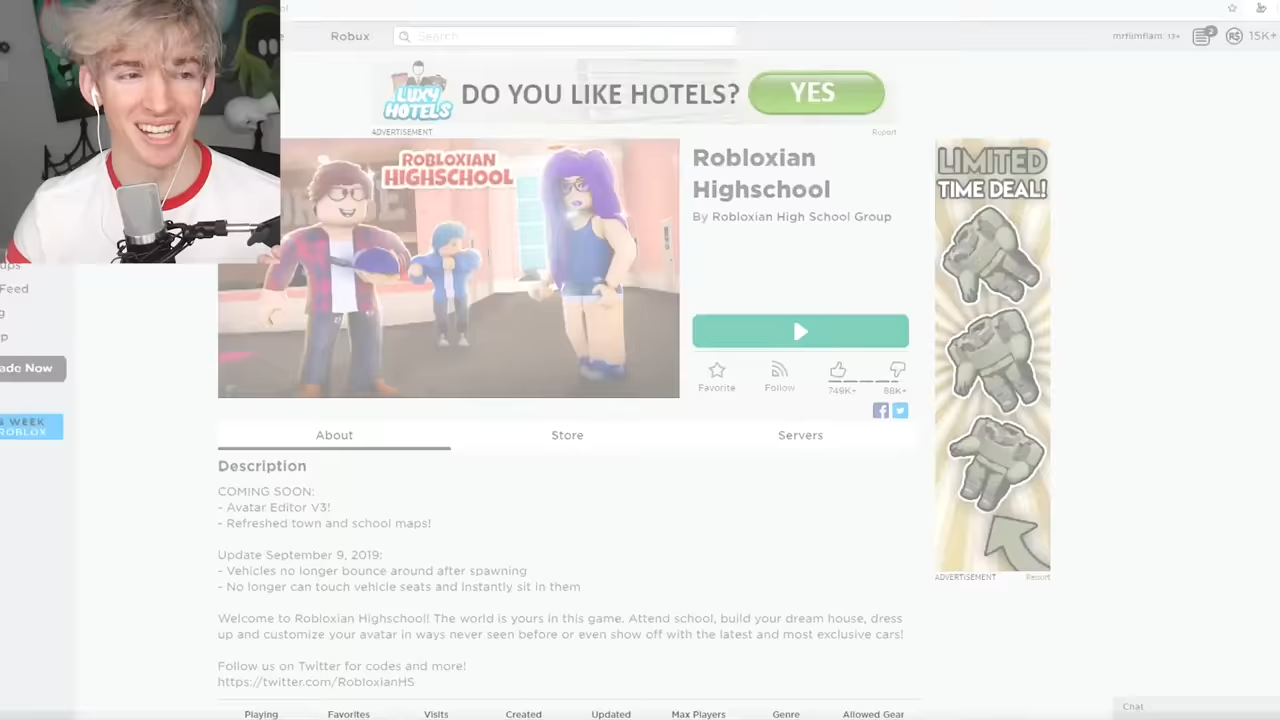 Robux
Search
mrflimflam: 13+
2
15K+
LUXY HOTELS
DO YOU LIKE HOTELS?
YES
ADVERTISEMENT
Report
ROBLOXIAN
HIGHSCHOOL
Robloxian
Highschool
By Robloxian High School Group
LIMITED
TIME DEAL!
Feed
ade Now
WEEK
ROBLOX
Favorite
Follow
749K+
88K+
ADVERTISEMENT
Report
About
Store
Servers
Description
COMING SOON:
- Avatar Editor V3!
- Refreshed town and school maps!
Update September 9, 2019:
- Vehicles no longer bounce around after spawning
- No longer can touch vehicle seats and instantly sit in them
Welcome to Robloxian Highschool! The world is yours in this game. Attend school, build your dream house, dress
up and customize your avatar in ways never seen before or even show off with the latest and most exclusive cars!
Follow us on Twitter for codes and more!
https://twitter.com/RobloxianHS
Playing
Favorites
Visits
Created
Updated
Max Players
Genre
Allowed Gear
Chat